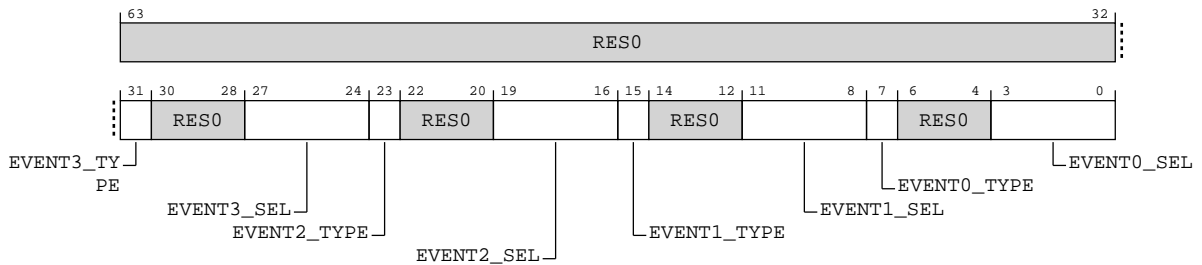 63 32
RES0
31 30 28 27 24 23 22 20 19 16 15 14 12 11 8 7 6 4 3 0
RES0 RES0 RES0 RES0
EVENT3_TY
PE
EVENT0_SEL
EVENT0_TYPE
EVENT3_SEL
EVENT1_SEL
EVENT2_TYPE
EVENT1_TYPE
EVENT2_SEL